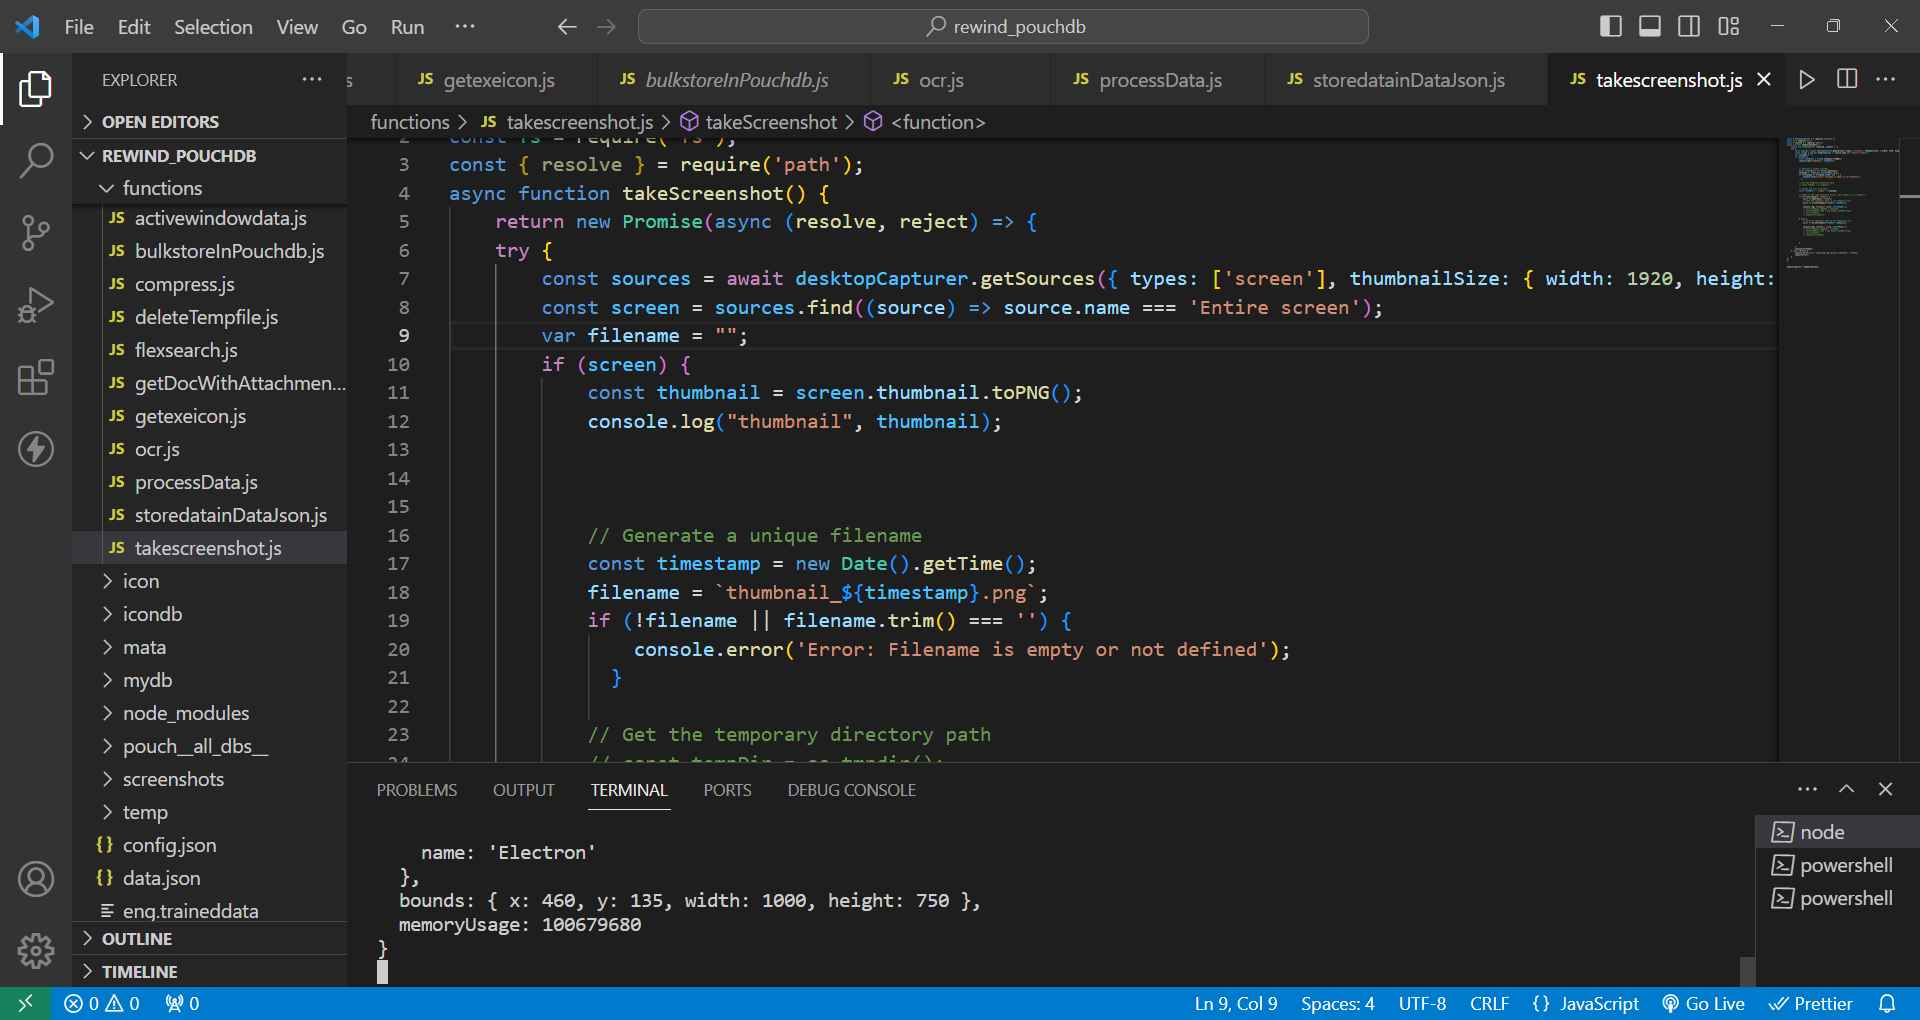 File Edit Selection View Go Run ··· rewind_pouchdb
EXPLORER ···
s JS getexeicon.js JS bulkstoreInPouchdb.js JS ocr.js JS processData.js JS storedatainDataJson.js JS takescreenshot.js
OPEN EDITORS
REWIND_POUCHDB
functions
JS activewindowdata.js
JS bulkstoreInPouchdb.js
JS compress.js
JS deleteTempfile.js
JS flexsearch.js
JS getDocWithAttachmen...
JS getexeicon.js
JS ocr.js
JS processData.js
JS storedatainDataJson.js
JS takescreenshot.js
icon
icondb
mata
mydb
node_modules
pouch__all_dbs__
screenshots
temp
{} config.json
{} data.json
eng.traineddata
OUTLINE
TIMELINE
functions > JS takescreenshot.js > takeScreenshot > <function>
2 const fs = require('fs');
3 const { resolve } = require('path');
4 async function takeScreenshot() {
5 return new Promise(async (resolve, reject) => {
6 try {
7 const sources = await desktopCapturer.getSources({ types: ['screen'], thumbnailSize: { width: 1920, height:
8 const screen = sources.find((source) => source.name === 'Entire screen');
9 var filename = "";
10 if (screen) {
11 const thumbnail = screen.thumbnail.toPNG();
12 console.log("thumbnail", thumbnail);
13
14
15
16 // Generate a unique filename
17 const timestamp = new Date().getTime();
18 filename = `thumbnail_${timestamp}.png`;
19 if (!filename || filename.trim() === '') {
20 console.error('Error: Filename is empty or not defined');
21 }
22
23 // Get the temporary directory path
24 // const tempDir = os.tmpdir();
PROBLEMS OUTPUT TERMINAL PORTS DEBUG CONSOLE
name: 'Electron'
},
bounds: { x: 460, y: 135, width: 1000, height: 750 },
memoryUsage: 100679680
}
node
powershell
powershell
0 0 0 Ln 9, Col 9 Spaces: 4 UTF-8 CRLF {} JavaScript Go Live Prettier